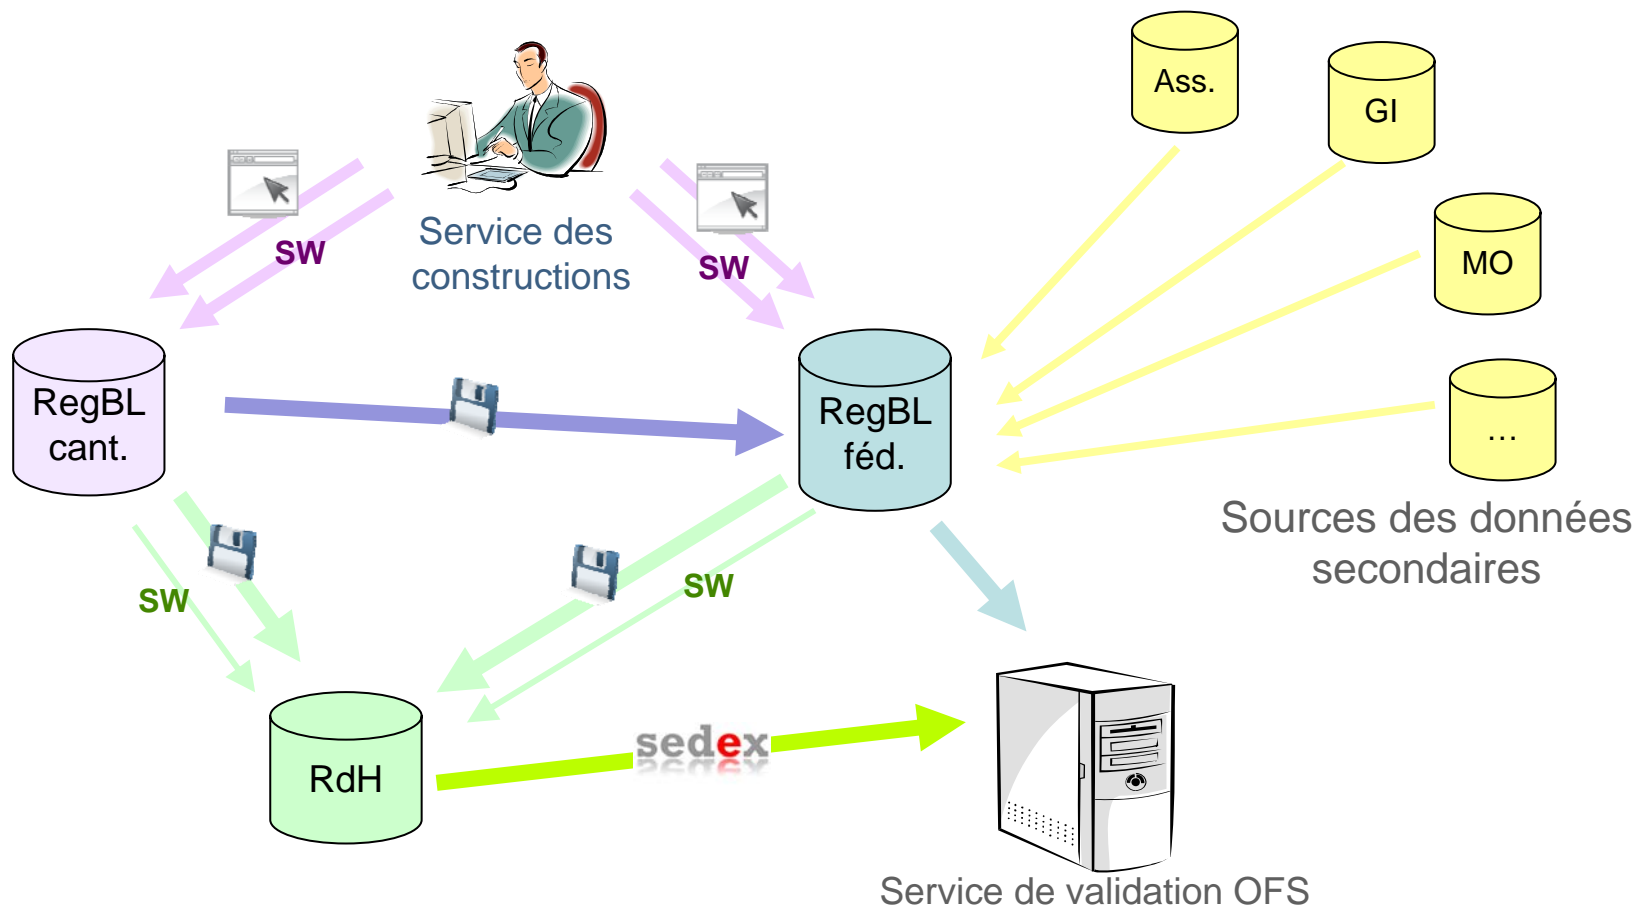 Ass.
GI
MO
…
Sources des données
secondaires
Service des
constructions
SW
SW
RegBL
cant.
RegBL
féd.
SW
SW
RdH
sedex
Service de validation OFS